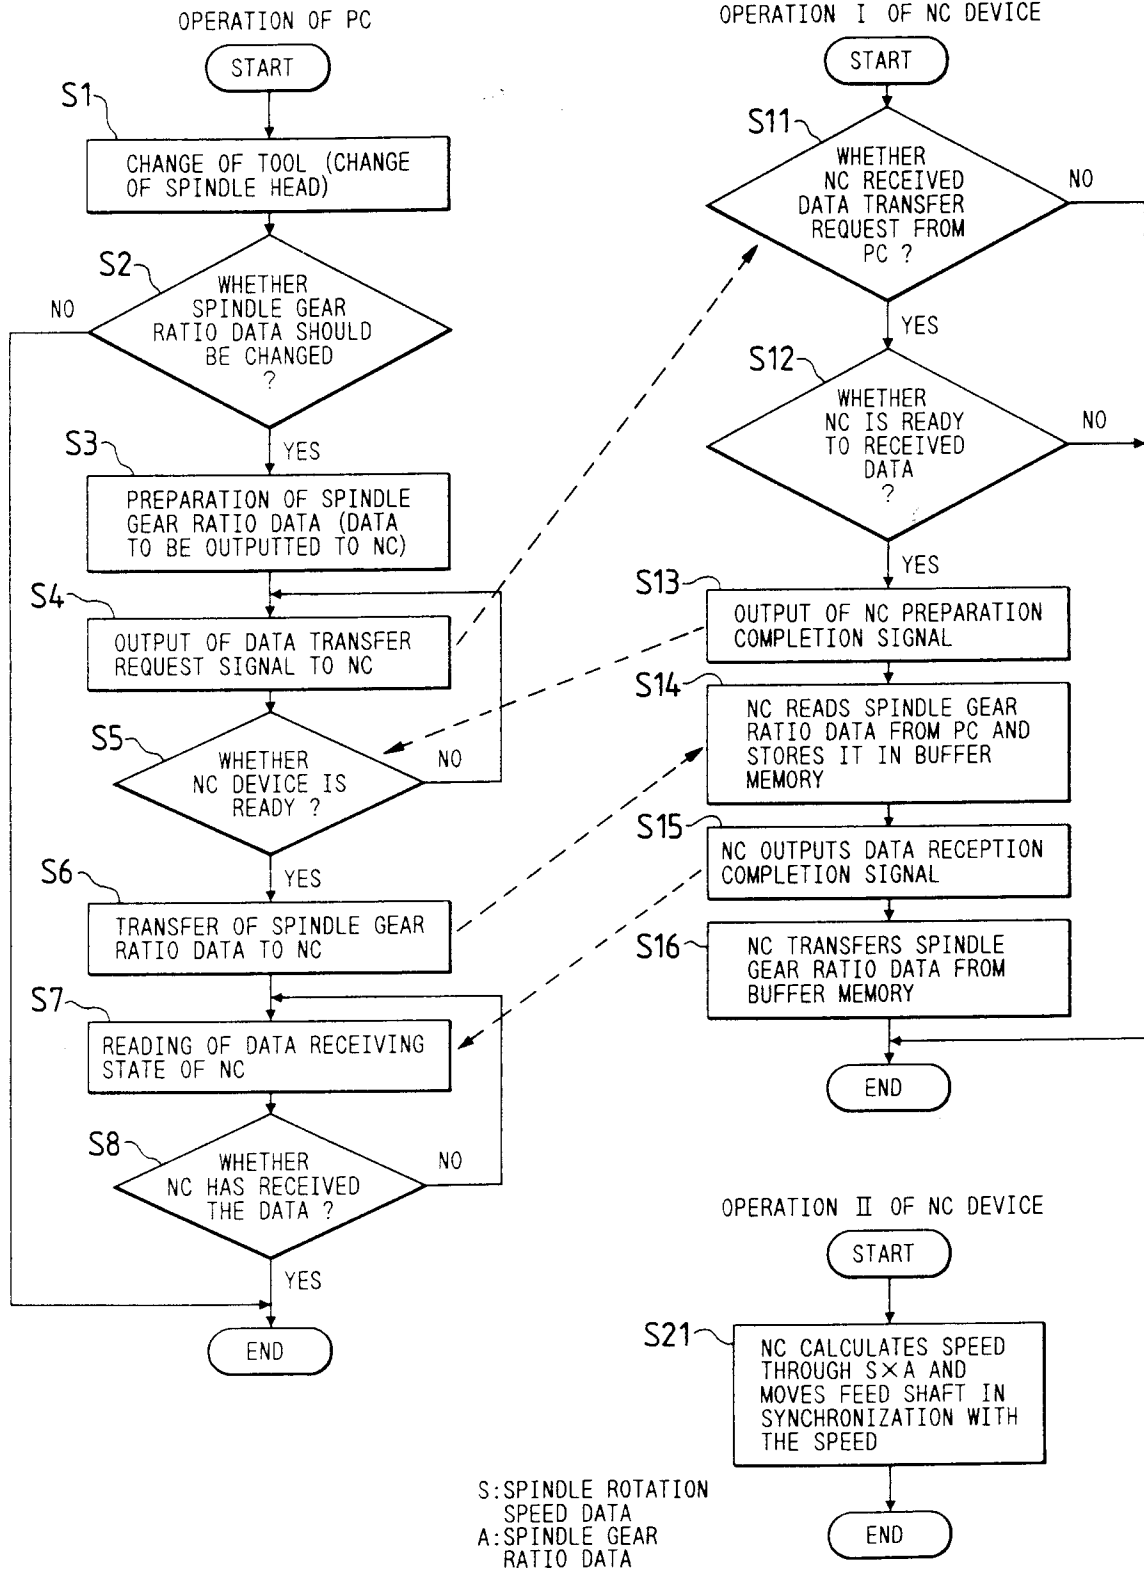 OPERATION OF PC
START
S1
CHANGE OF TOOL (CHANGE
OF SPINDLE HEAD)
S2
WHETHER
SPINDLE GEAR
RATIO DATA SHOULD
BE CHANGED
?
NO
YES
S3
PREPARATION OF SPINDLE
GEAR RATIO DATA (DATA
TO BE OUTPUTTED TO NC)
S4
OUTPUT OF DATA TRANSFER
REQUEST SIGNAL TO NC
S5
WHETHER
NC DEVICE IS
READY ?
NO
YES
S6
TRANSFER OF SPINDLE GEAR
RATIO DATA TO NC
S7
READING OF DATA RECEIVING
STATE OF NC
S8
WHETHER
NC HAS RECEIVED
THE DATA ?
NO
YES
END
OPERATION I OF NC DEVICE
START
S11
WHETHER
NC RECEIVED
DATA TRANSFER
REQUEST FROM
PC ?
NO
YES
S12
WHETHER
NC IS READY
TO RECEIVED
DATA
?
NO
YES
S13
OUTPUT OF NC PREPARATION
COMPLETION SIGNAL
S14
NC READS SPINDLE GEAR
RATIO DATA FROM PC AND
STORES IT IN BUFFER
MEMORY
S15
NC OUTPUTS DATA RECEPTION
COMPLETION SIGNAL
S16
NC TRANSFERS SPINDLE
GEAR RATIO DATA FROM
BUFFER MEMORY
END
OPERATION II OF NC DEVICE
START
S21
NC CALCULATES SPEED
THROUGH S×A AND
MOVES FEED SHAFT IN
SYNCHRONIZATION WITH
THE SPEED
END
S:SPINDLE ROTATION
SPEED DATA
A:SPINDLE GEAR
RATIO DATA